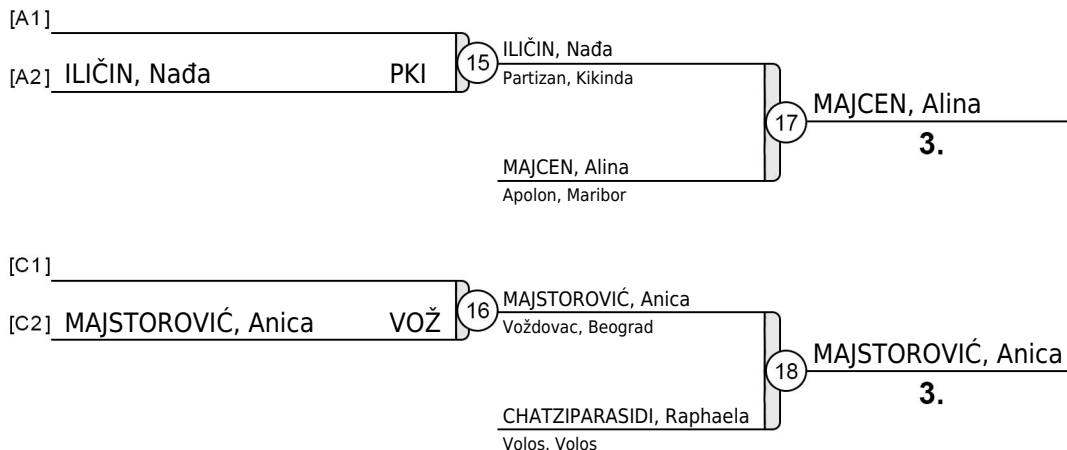 [A1]
[A2] ILIČIN, Nađa PKI
15
ILIČIN, Nađa
Partizan, Kikinda
17
MAJCEN, Alina
3.
MAJCEN, Alina
Apolon, Maribor
[C1]
[C2] MAJSTOROVIĆ, Anica VOŽ
16
MAJSTOROVIĆ, Anica
Voždovac, Beograd
18
MAJSTOROVIĆ, Anica
3.
CHATZIPARASIDI, Raphaela
Volos, Volos